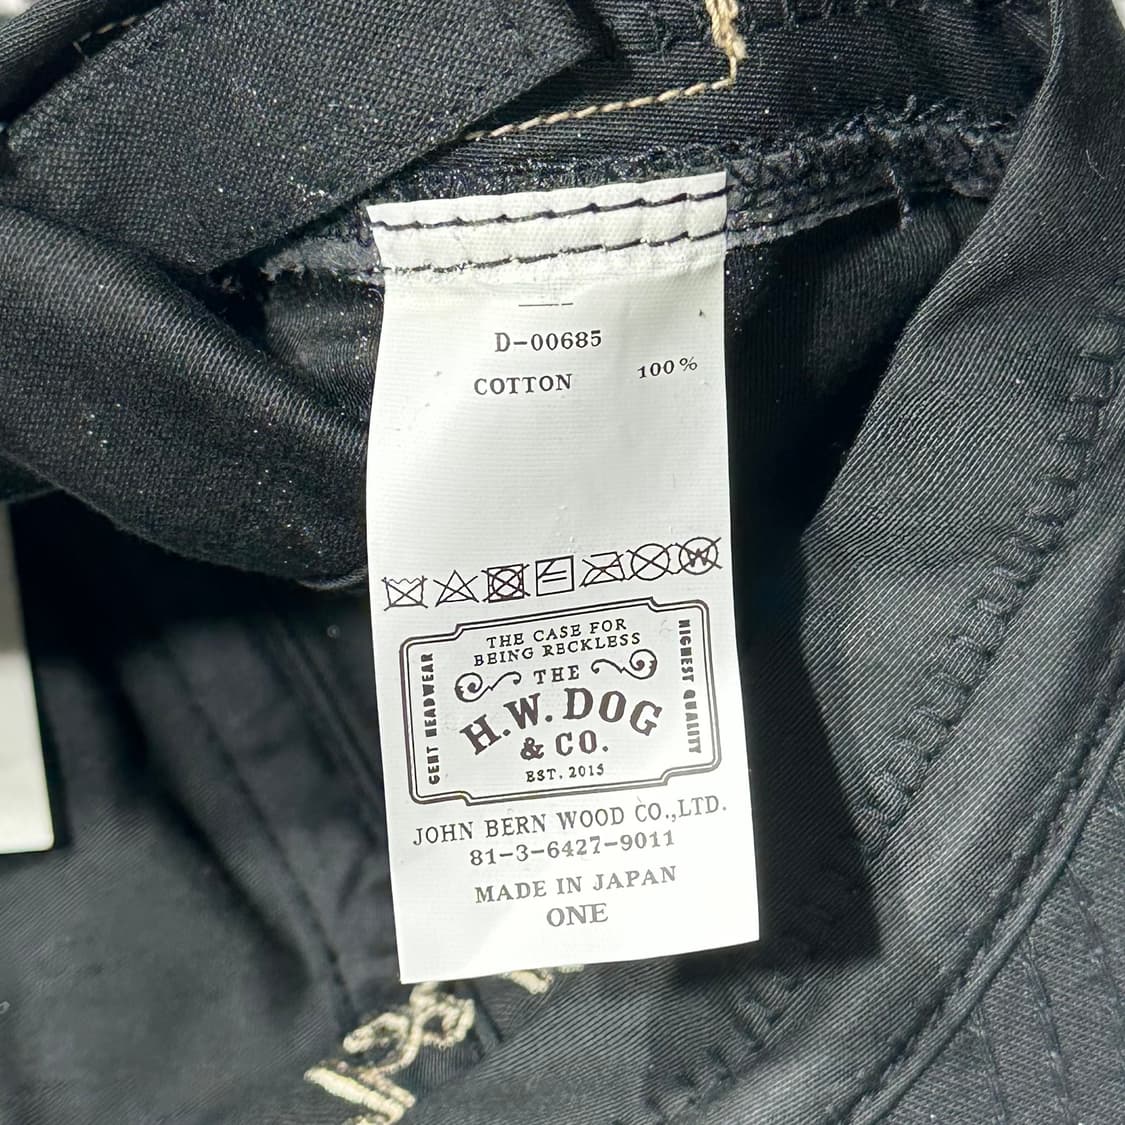 D-00685
COTTON 100%
THE CASE FOR
BEING RECKLESS
GENT HEADWEAR
THE
H.W. DOG
& CO.
EST. 2015
HIGHEST QUALITY
JOHN BERN WOOD CO.,LTD.
81-3-6427-9011
MADE IN JAPAN
ONE